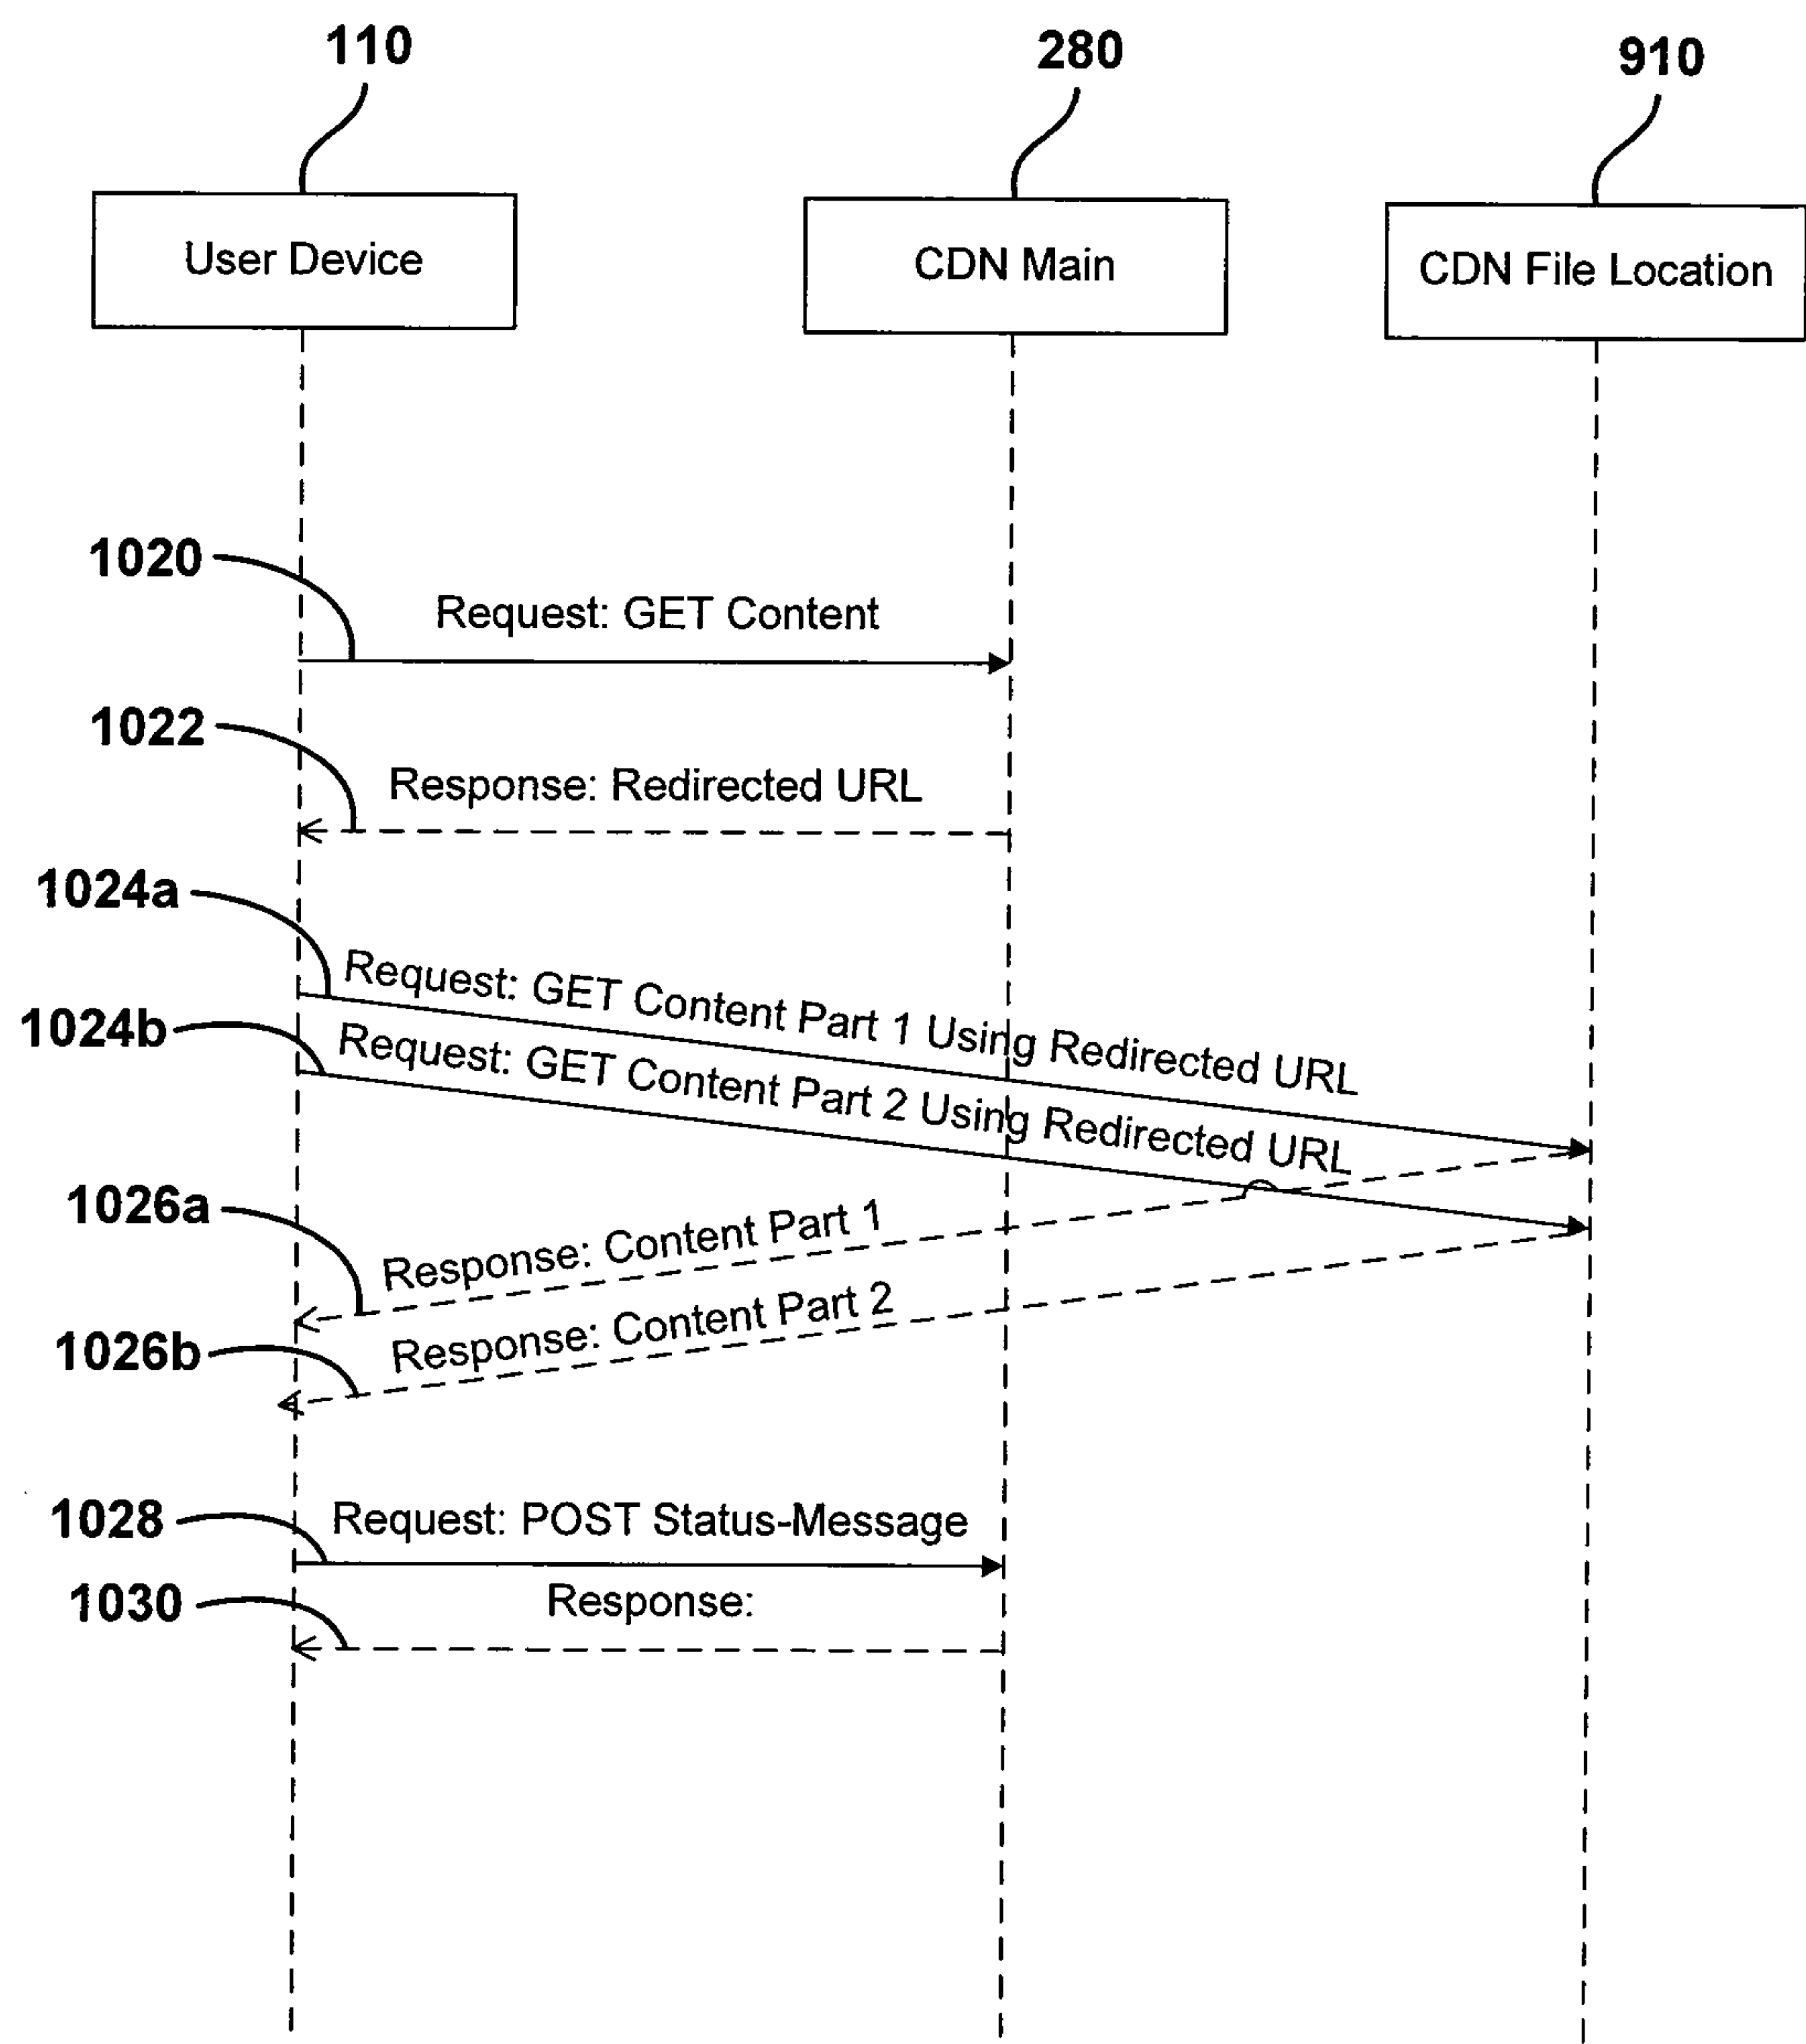 110
280
910
User Device
CDN Main
CDN File Location
1020
Request: GET Content
1022
Response: Redirected URL
1024a
Request: GET Content Part 1 Using Redirected URL
1024b
Request: GET Content Part 2 Using Redirected URL
1026a
Response: Content Part 1
1026b
Response: Content Part 2
1028
Request: POST Status-Message
1030
Response: